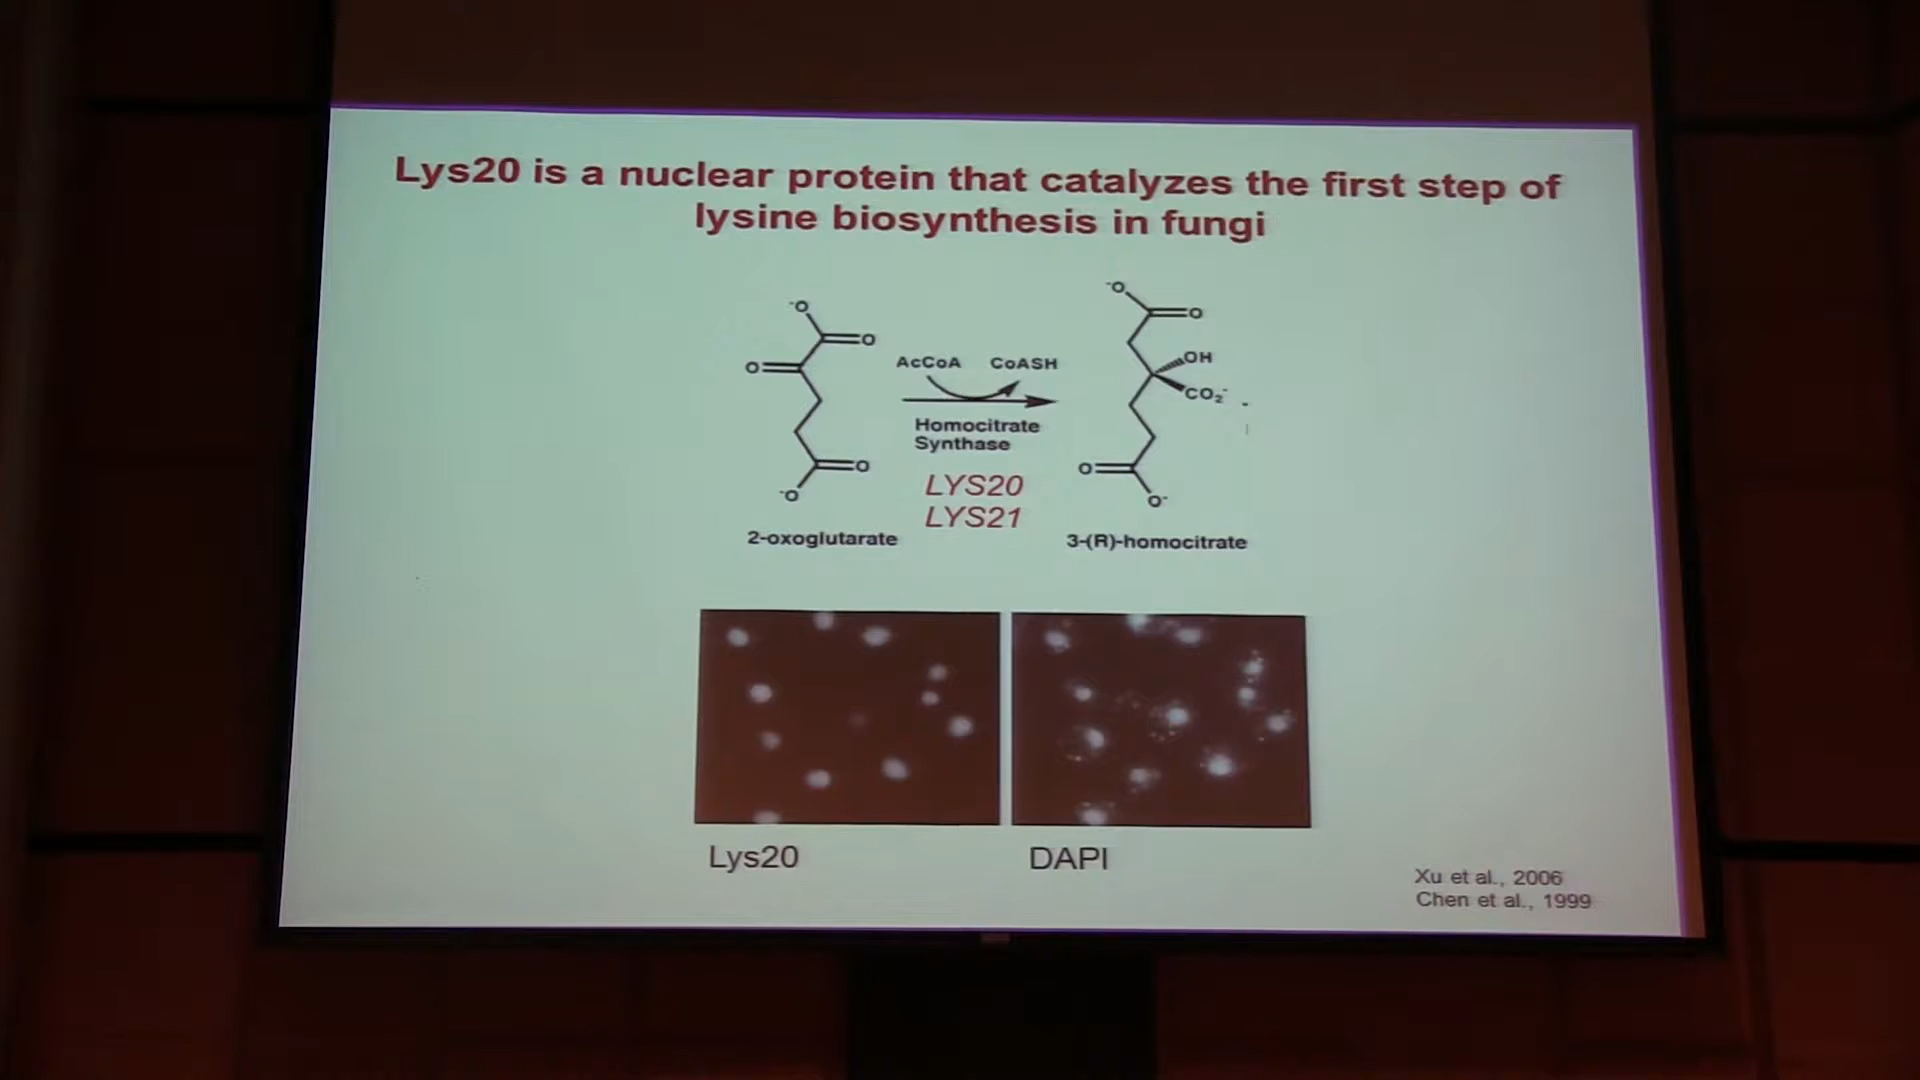 Lys20 is a nuclear protein that catalyzes the first step of
lysine biosynthesis in fungi
-O
O
O
-O
O
OH
CO2-
AcCoA CoASH
Homocitrate
Synthase
LYS20
LYS21
O
-O
O
O-
2-oxoglutarate
3-(R)-homocitrate
Lys20
DAPI
Xu et al., 2006
Chen et al., 1999